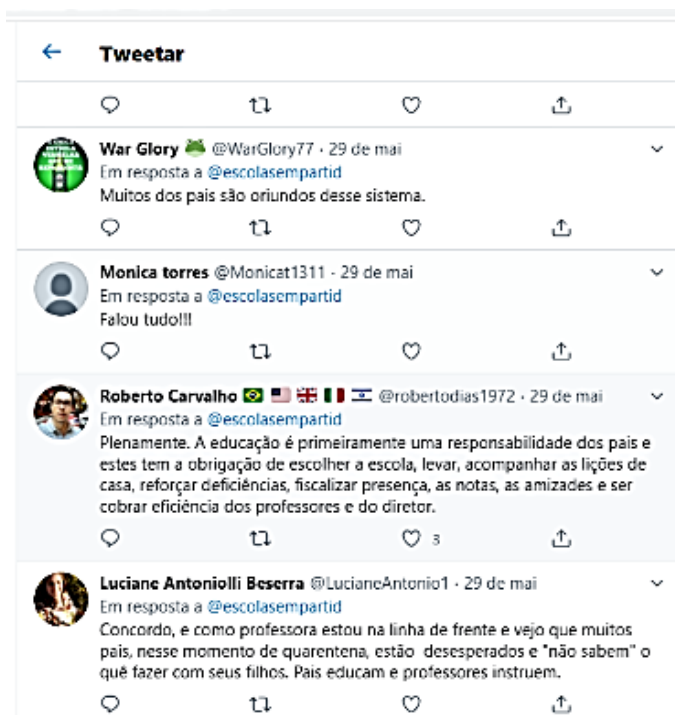 Tweetar
War Glory @WarGlory77 · 29 de mai
Em resposta a @escolasempartid
Muitos dos pais são oriundos desse sistema.
Monica torres @Monicat1311 · 29 de mai
Em resposta a @escolasempartid
Falou tudo!!!
Roberto Carvalho @robertodias1972 · 29 de mai
Em resposta a @escolasempartid
Plenamente. A educação é primeiramente uma responsabilidade dos pais e
estes tem a obrigação de escolher a escola, levar, acompanhar as lições de
casa, reforçar deficiências, fiscalizar presença, as notas, as amizades e ser
cobrar eficiência dos professores e do diretor.
3
Luciane Antoniolli Beserra @LucianeAntonio1 · 29 de mai
Em resposta a @escolasempartid
Concordo, e como professora estou na linha de frente e vejo que muitos
pais, nesse momento de quarentena, estão desesperados e "não sabem" o
quê fazer com seus filhos. Pais educam e professores instruem.